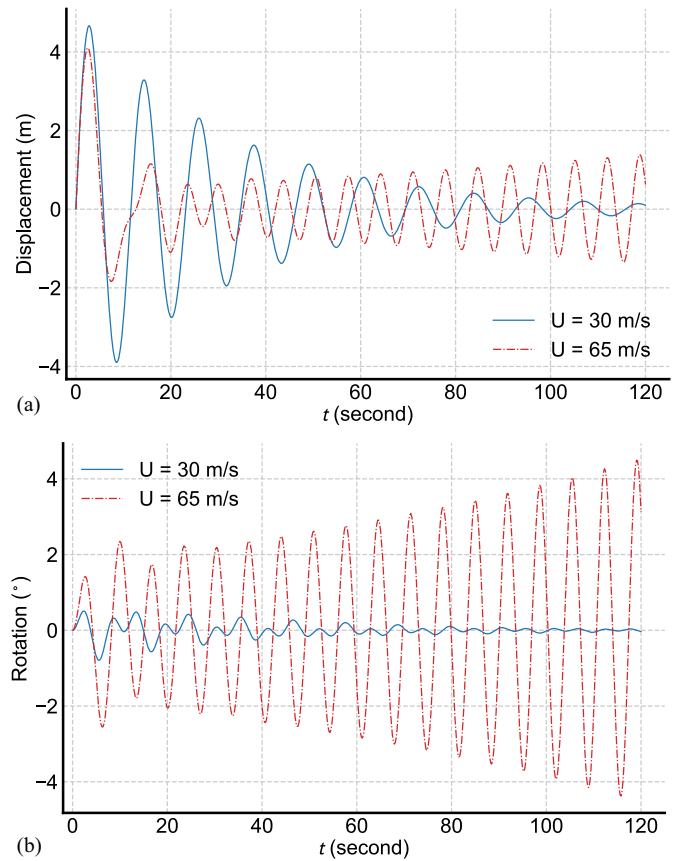 4
2
0
−2
−4
Displacement (m)
U = 30 m/s
U = 65 m/s
0 20 40 60 80 100 120
(a)
t (second)
U = 30 m/s
U = 65 m/s
4
2
0
−2
−4
Rotation (°)
0 20 40 60 80 100 120
(b)
t (second)